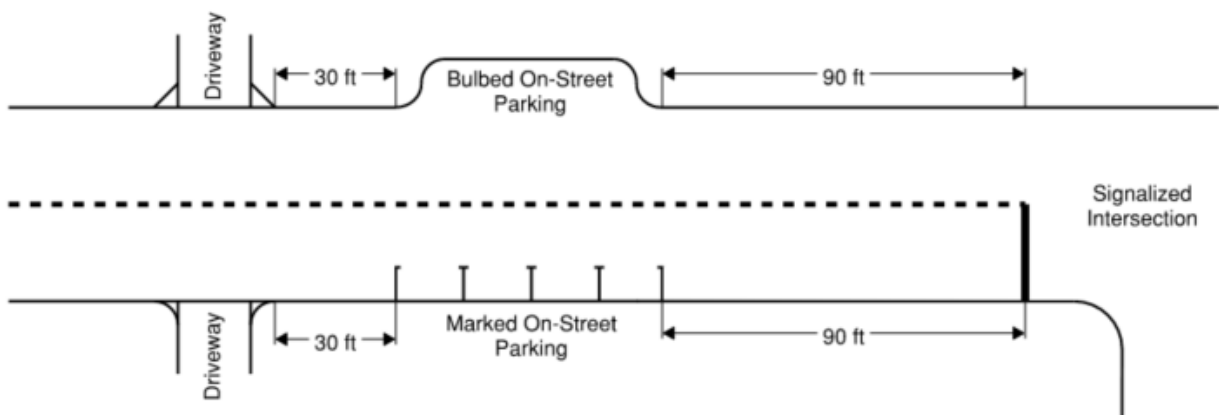 Driveway
30 ft
Bulbed On-Street
Parking
90 ft
Signalized
Intersection
Driveway
30 ft
Marked On-Street
Parking
90 ft